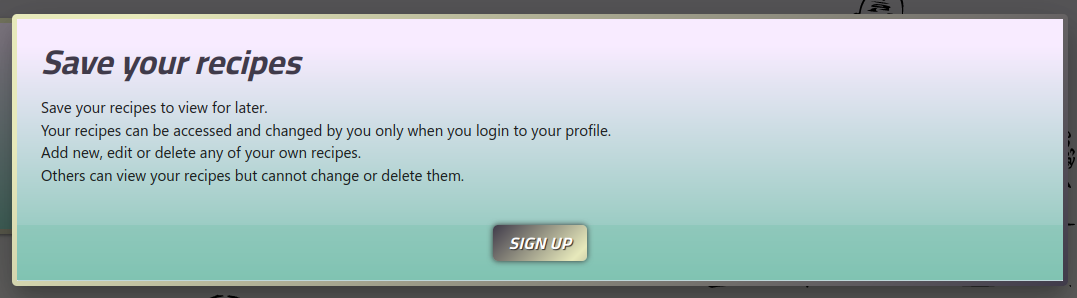 Save your recipes
Save your recipes to view for later.
Your recipes can be accessed and changed by you only when you login to your profile.
Add new, edit or delete any of your own recipes.
Others can view your recipes but cannot change or delete them.
SIGN UP